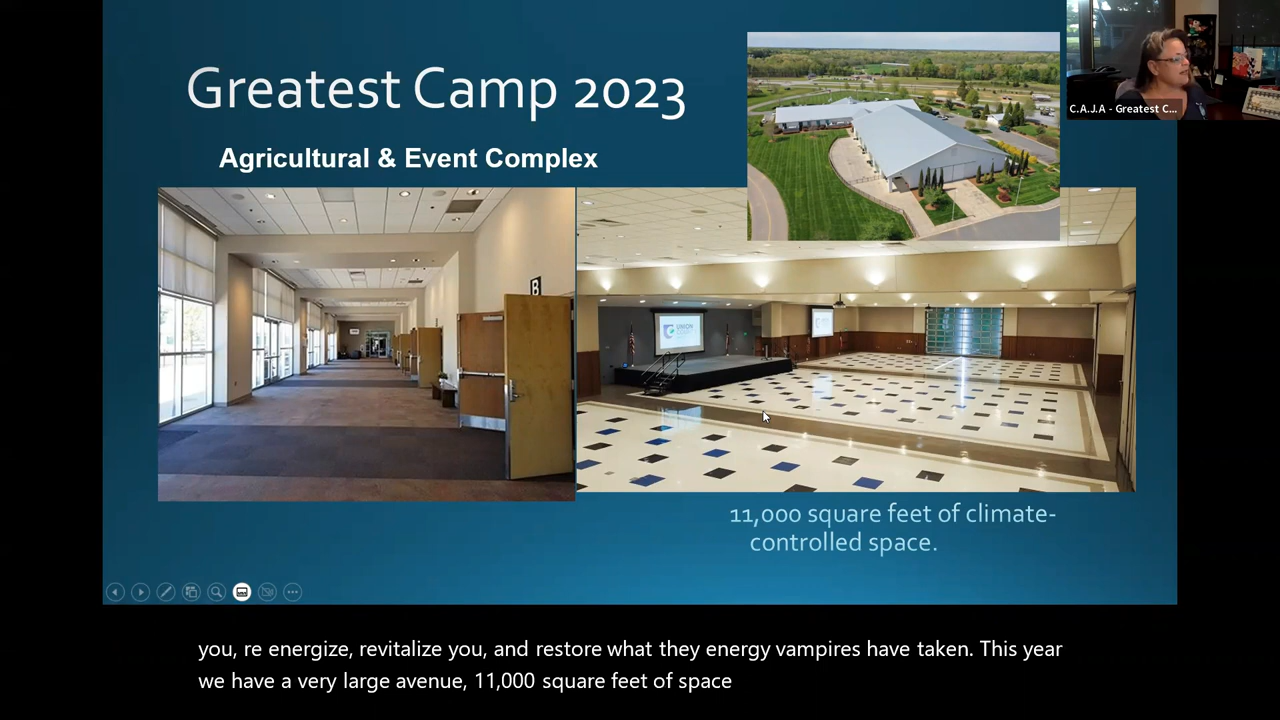 Greatest Camp 2023
Agricultural & Event Complex
C.A.J.A - Greatest C...
B
UNION
11,000 square feet of climate-
controlled space.
you, re energize, revitalize you, and restore what they energy vampires have taken. This year
we have a very large avenue, 11,000 square feet of space